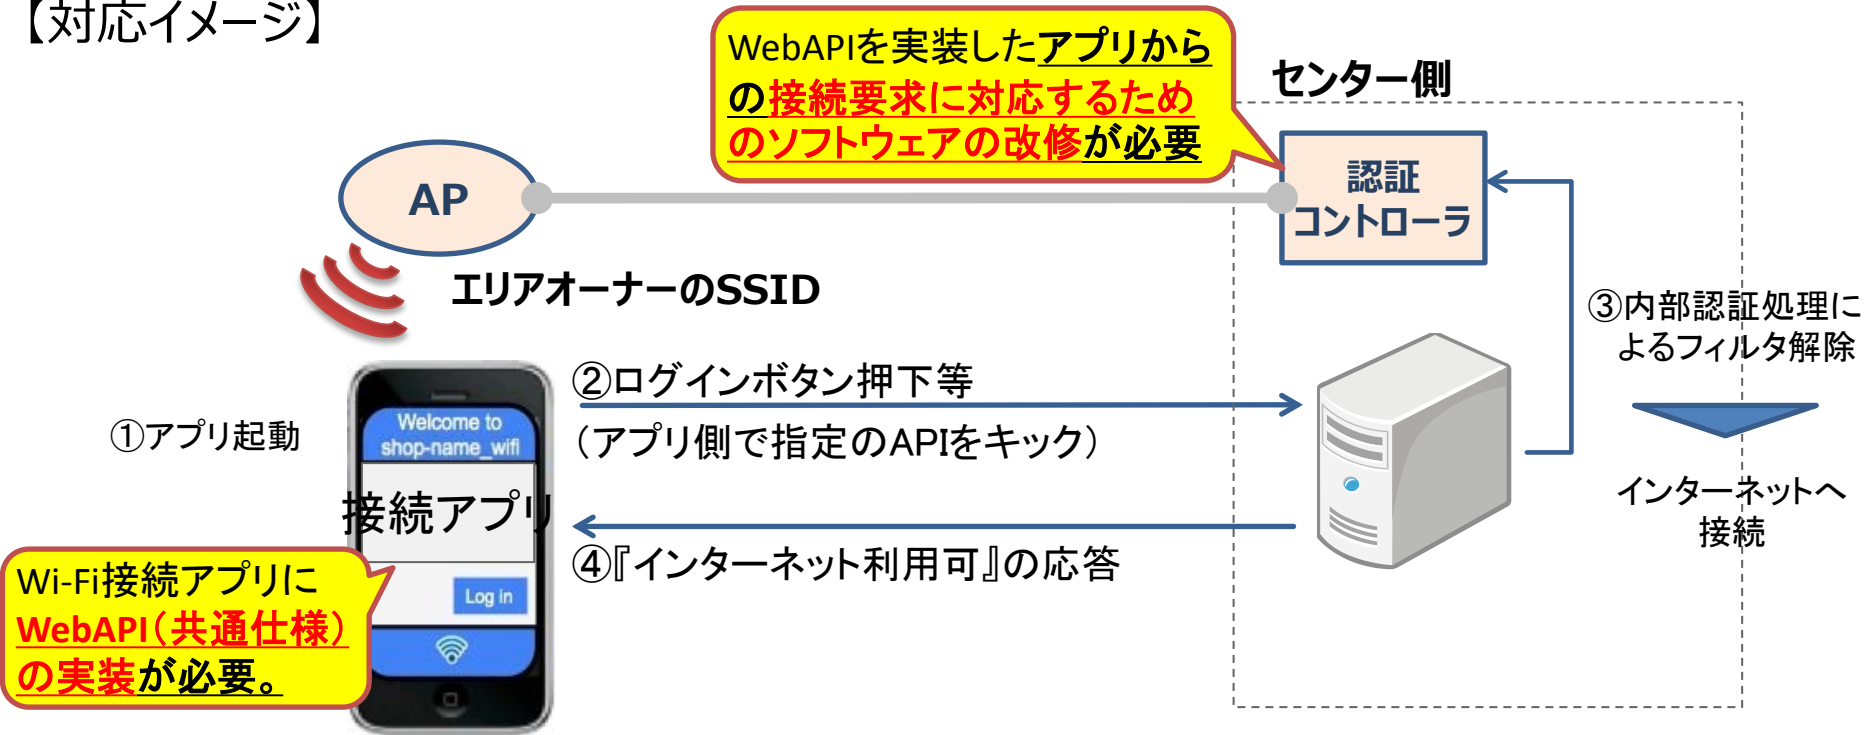 【対応イメージ】
WebAPIを実装したアプリから
の接続要求に対応するため
のソフトウェアの改修が必要
センター側
AP
認証
コントローラ
エリアオーナーのSSID
③内部認証処理に
よるフィルタ解除
②ログインボタン押下等
(アプリ側で指定のAPIをキック)
①アプリ起動
Welcome to
shop-name_wifi
接続アプリ
インターネットへ
接続
④『インターネット利用可』の応答
Wi-Fi接続アプリに
WebAPI(共通仕様)
の実装が必要。
Log in